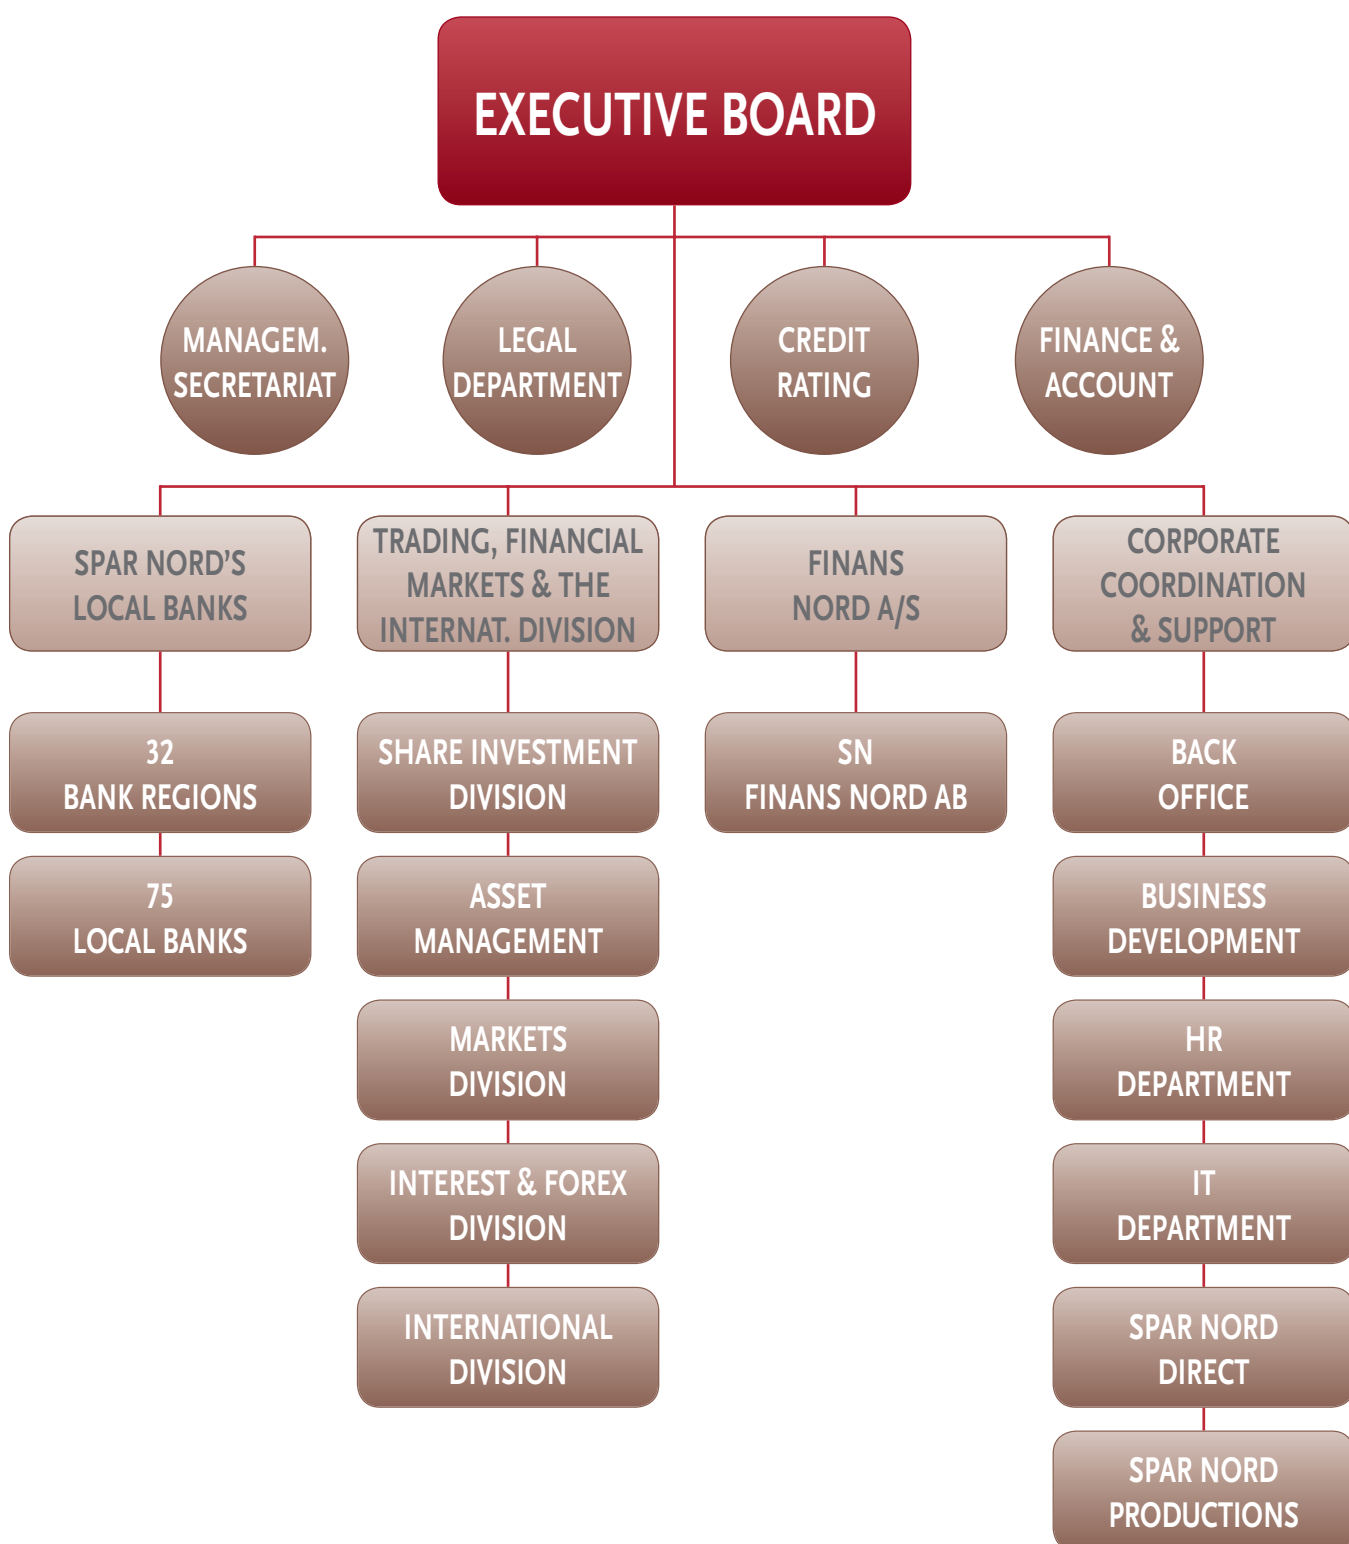 EXECUTIVE BOARD
MANAGEM.
SECRETARIAT
LEGAL
DEPARTMENT
CREDIT
RATING
FINANCE &
ACCOUNT
SPAR NORD’S
LOCAL BANKS
TRADING, FINANCIAL
MARKETS & THE
INTERNAT. DIVISION
FINANS
NORD A/S
CORPORATE
COORDINATION
& SUPPORT
32
BANK REGIONS
75
LOCAL BANKS
SHARE INVESTMENT
DIVISION
ASSET
MANAGEMENT
MARKETS
DIVISION
INTEREST & FOREX
DIVISION
INTERNATIONAL
DIVISION
SN
FINANS NORD AB
BACK
OFFICE
BUSINESS
DEVELOPMENT
HR
DEPARTMENT
IT
DEPARTMENT
SPAR NORD
DIRECT
SPAR NORD
PRODUCTIONS